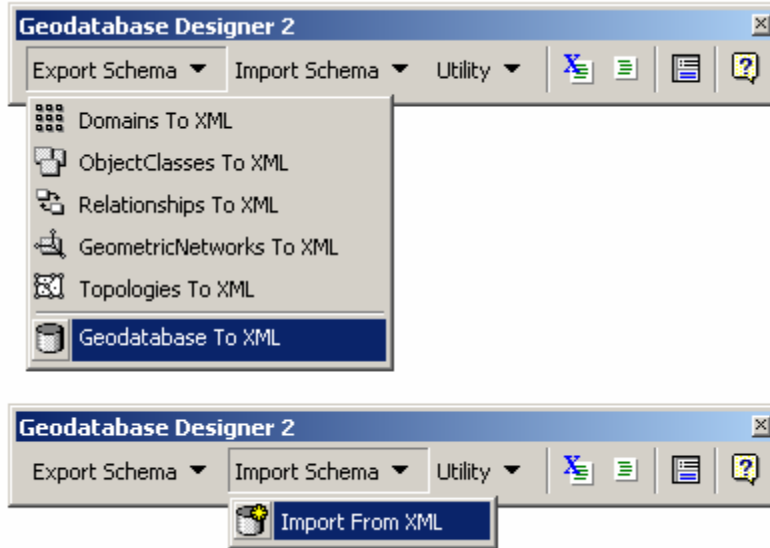 Geodatabase Designer 2
Export Schema Import Schema Utility
Domains To XML
ObjectClasses To XML
Relationships To XML
GeometricNetworks To XML
Topologies To XML
Geodatabase To XML
Geodatabase Designer 2
Export Schema Import Schema Utility
Import From XML